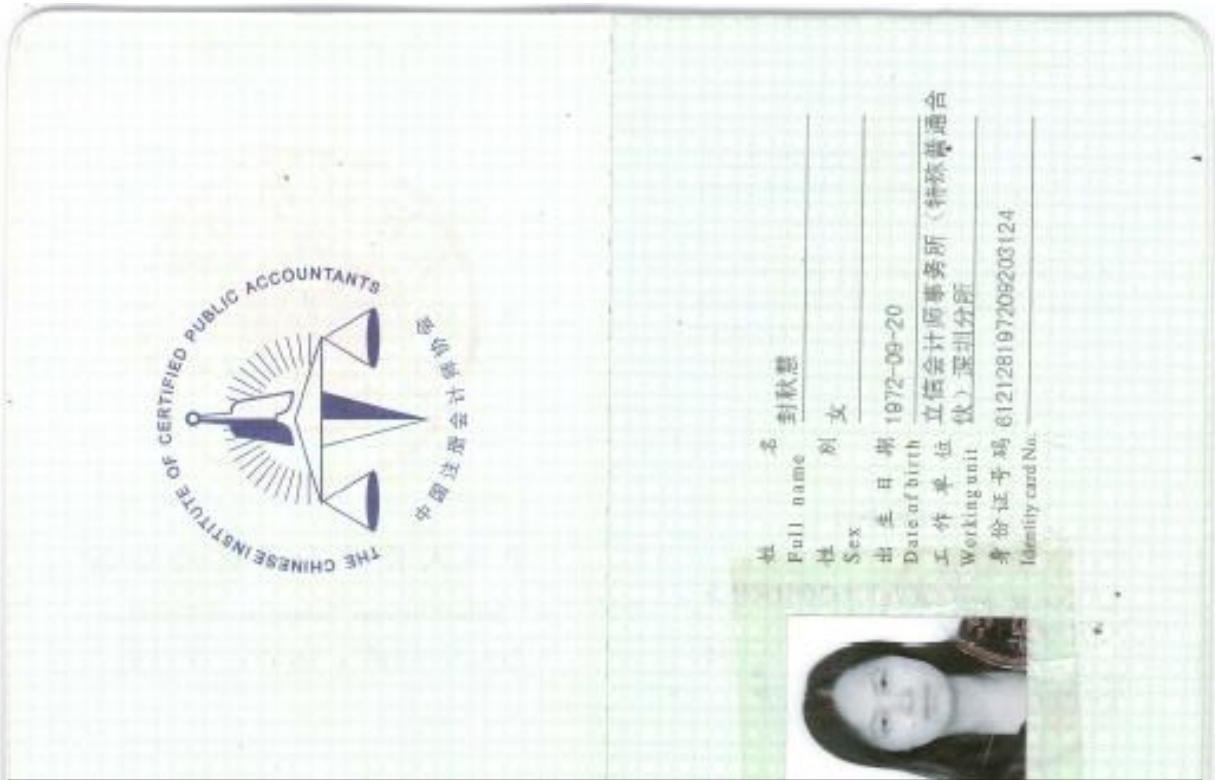 THE CHINESE INSTITUTE OF CERTIFIED PUBLIC ACCOUNTANTS
中国注册会计师协会
姓 名 封秋慧
Full name
性 别 女
Sex
出 生 日 期 1972-09-20
Date of birth
工 作 单 位 立信会计师事务所（特殊普通合
Working unit 伙）深圳分所
身 份 证 号 码 612128197209203124
Identity card No.